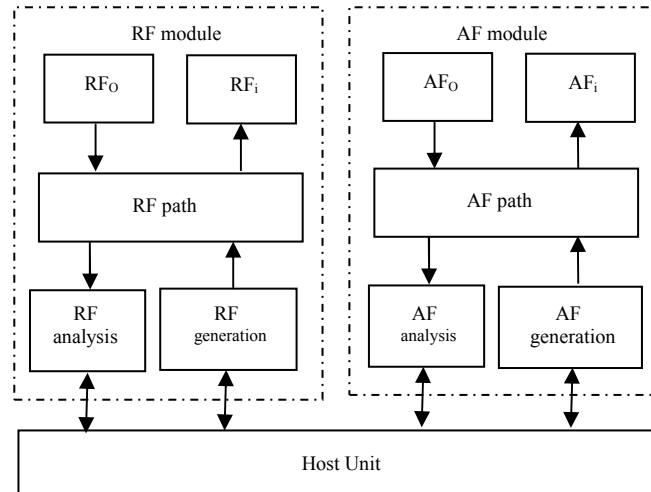 RF module
AF module
RFO
RFi
AFO
AFi
RF path
AF path
RF
analysis
RF
generation
AF
analysis
AF
generation
Host Unit